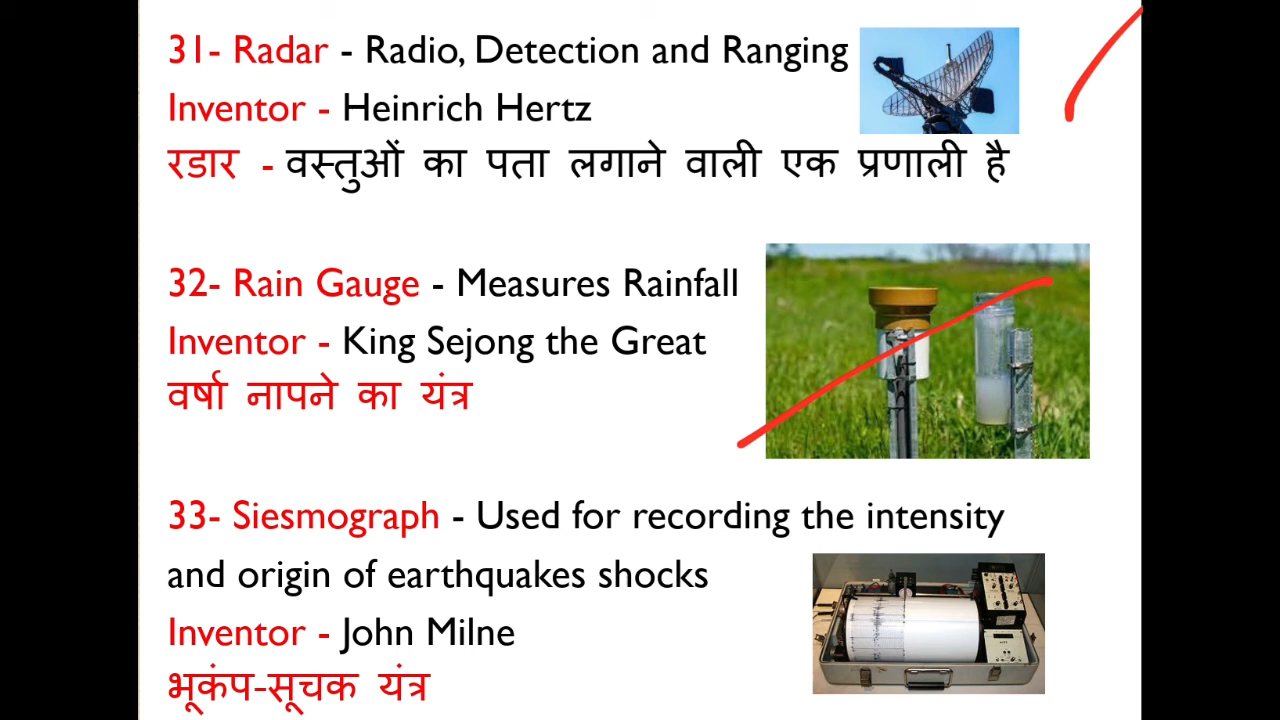 31- Radar - Radio, Detection and Ranging
Inventor - Heinrich Hertz
रडार - वस्तुओं का पता लगाने वाली एक प्रणाली है
32- Rain Gauge - Measures Rainfall
Inventor - King Sejong the Great
वर्षा नापने का यंत्र
33- Siesmograph - Used for recording the intensity
and origin of earthquakes shocks
Inventor - John Milne
भूकंप-सूचक यंत्र